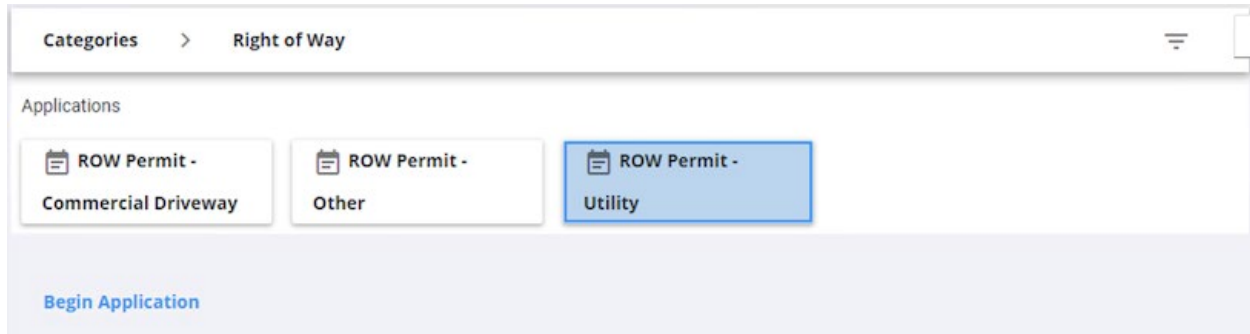 Categories > Right of Way
Applications
ROW Permit -
Commercial Driveway
ROW Permit -
Other
ROW Permit -
Utility
Begin Application